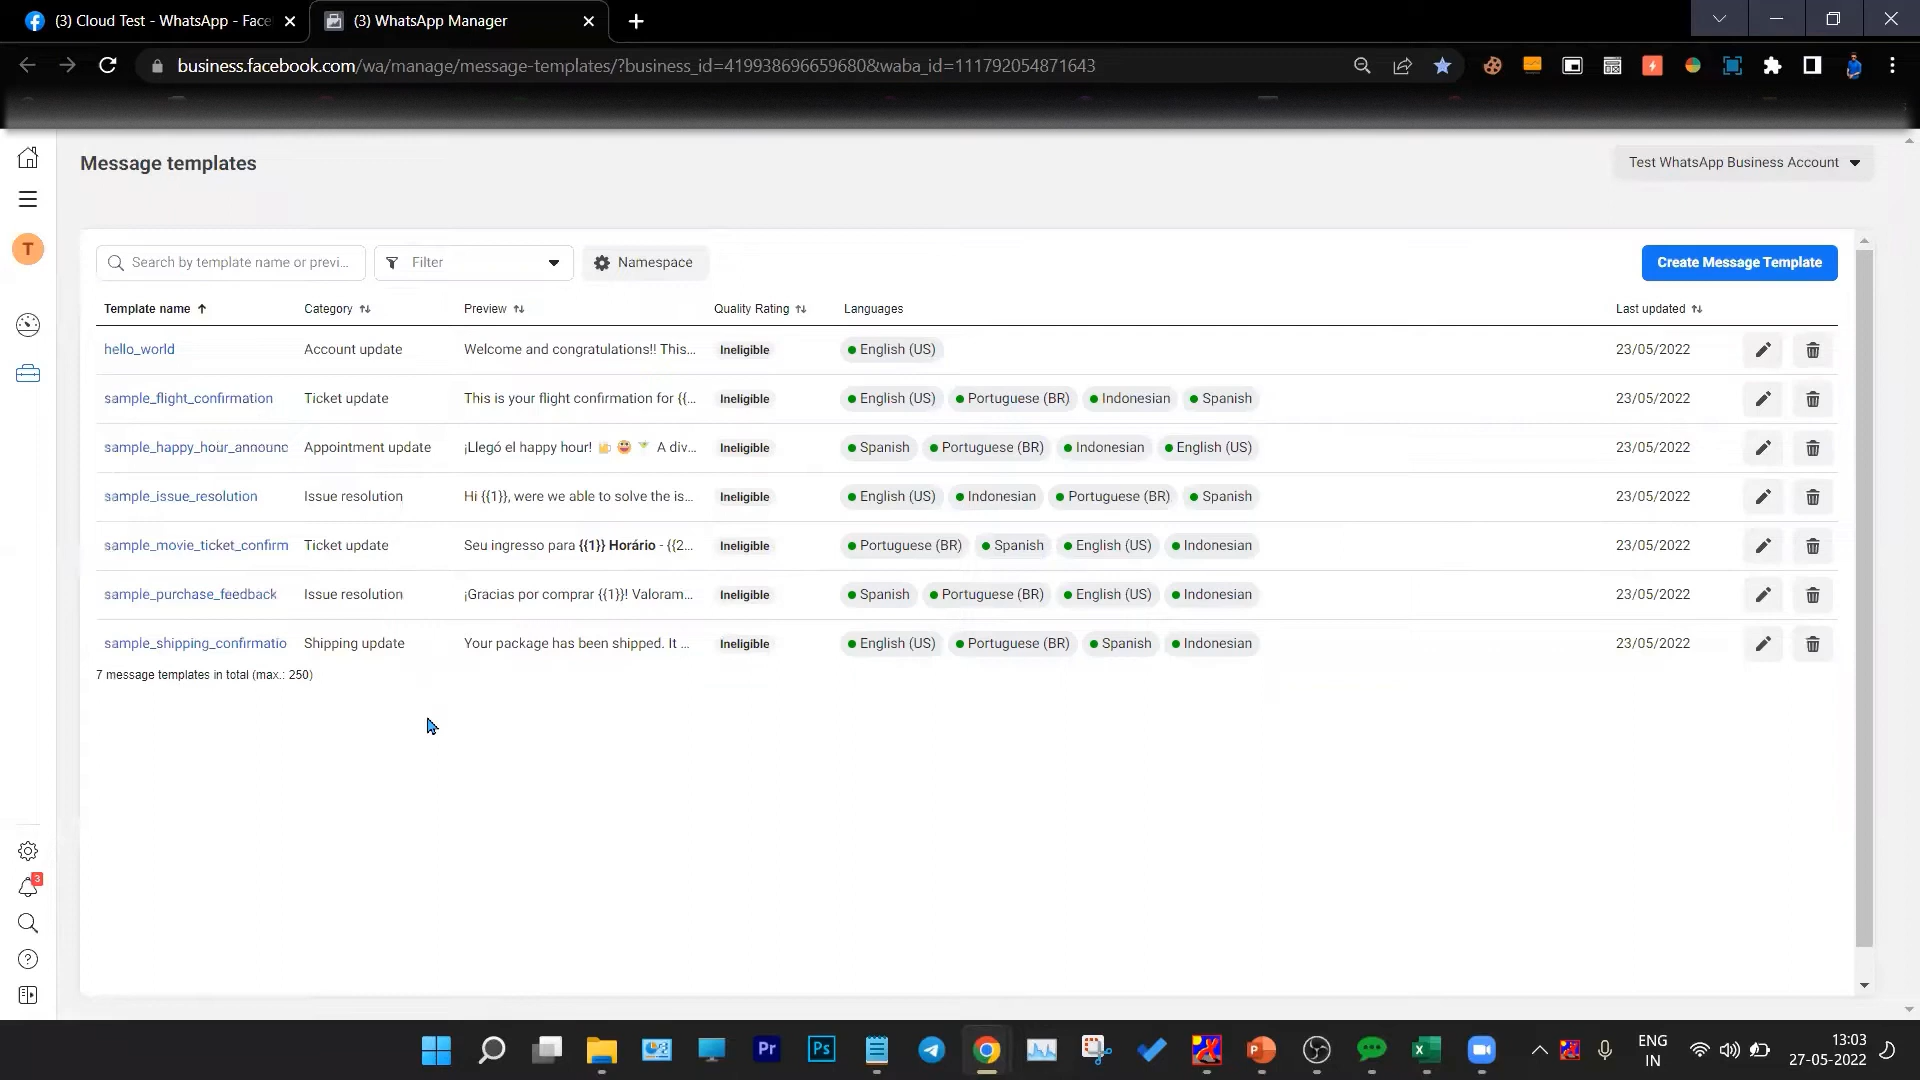 (3) Cloud Test - WhatsApp - Face
(3) WhatsApp Manager
business.facebook.com/wa/manage/message-templates/?business_id=419938696659680&waba_id=111792054871643
Message templates
Test WhatsApp Business Account
T
Search by template name or previ...
Filter
Namespace
Create Message Template
Template name Category Preview Quality Rating Languages Last updated
hello_world Account update Welcome and congratulations!! This... Ineligible English (US) 23/05/2022
sample_flight_confirmation Ticket update This is your flight confirmation for {{... Ineligible English (US) Portuguese (BR) Indonesian Spanish 23/05/2022
sample_happy_hour_announc Appointment update ¡Llegó el happy hour! 🍺 😀 🍸 A div... Ineligible Spanish Portuguese (BR) Indonesian English (US) 23/05/2022
sample_issue_resolution Issue resolution Hi {{1}}, were we able to solve the is... Ineligible English (US) Indonesian Portuguese (BR) Spanish 23/05/2022
sample_movie_ticket_confirm Ticket update Seu ingresso para {{1}} Horário - {{2... Ineligible Portuguese (BR) Spanish English (US) Indonesian 23/05/2022
sample_purchase_feedback Issue resolution ¡Gracias por comprar {{1}}! Valoram... Ineligible Spanish Portuguese (BR) English (US) Indonesian 23/05/2022
sample_shipping_confirmatio Shipping update Your package has been shipped. It ... Ineligible English (US) Portuguese (BR) Spanish Indonesian 23/05/2022
7 message templates in total (max.: 250)
3
Pr
Ps
ENG
IN
13:03
27-05-2022